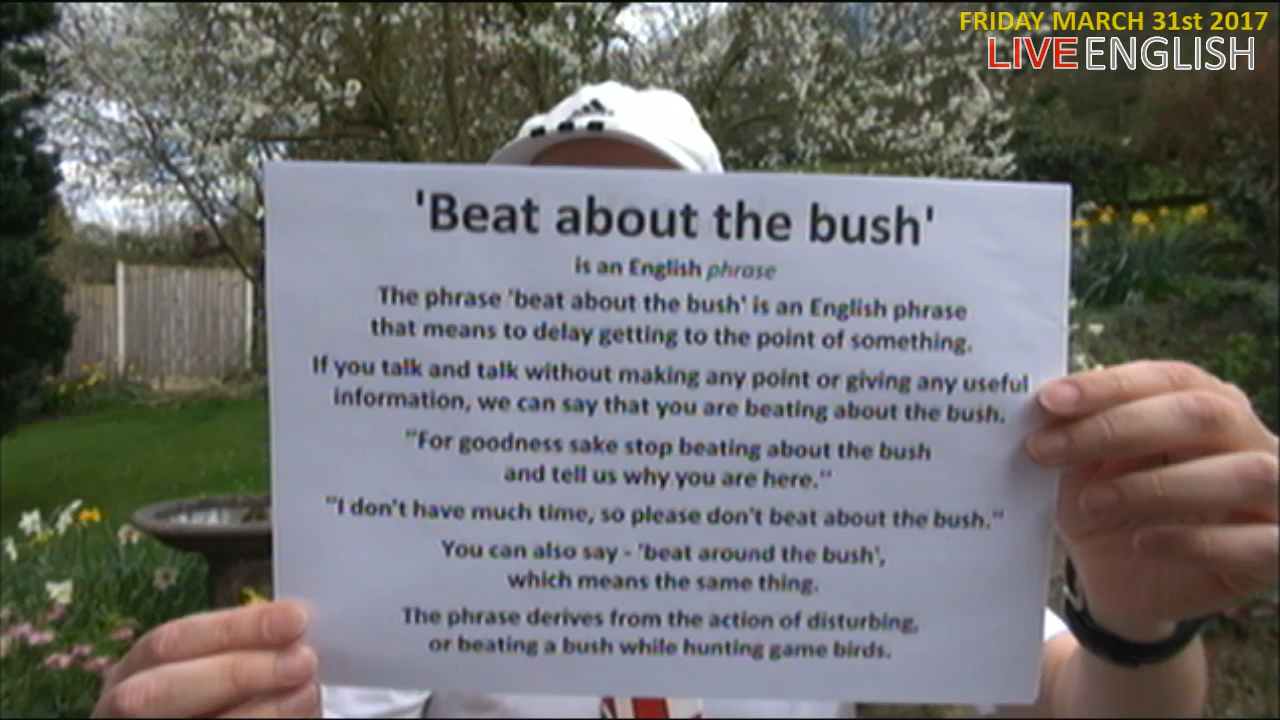 FRIDAY MARCH 31st 2017
LIVE ENGLISH
'Beat about the bush'
is an English phrase
The phrase 'beat about the bush' is an English phrase
that means to delay getting to the point of something.
If you talk and talk without making any point or giving any useful
information, we can say that you are beating about the bush.
"For goodness sake stop beating about the bush
and tell us why you are here."
"I don't have much time, so please don't beat about the bush."
You can also say - 'beat around the bush',
which means the same thing.
The phrase derives from the action of disturbing,
or beating a bush while hunting game birds.